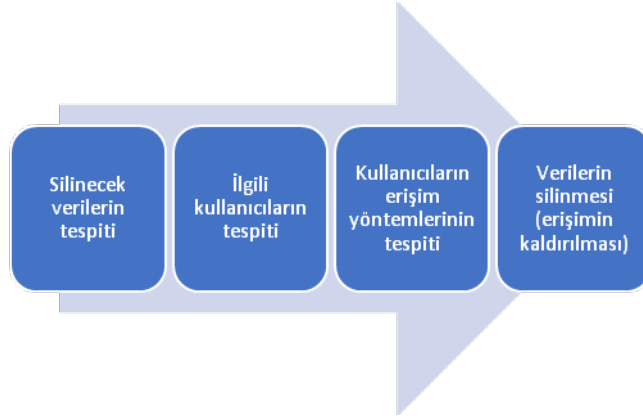 Silinecek
verilerin
tespiti
İlgili
kullanıcıların
tespiti
Kullanıcıların
erişim
yöntemlerinin
tespiti
Verilerin
silinmesi
(erişimin
kaldırılması)